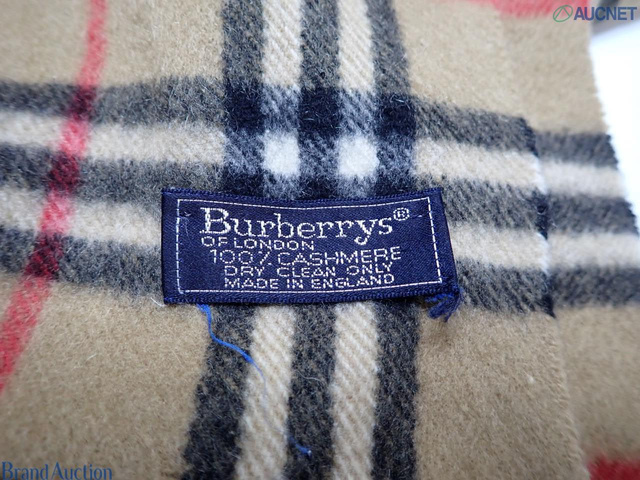 AUCNET
Burberrys®
OF LONDON
100% CASHMERE
DRY CLEAN ONLY
MADE IN ENGLAND
Brand Auction